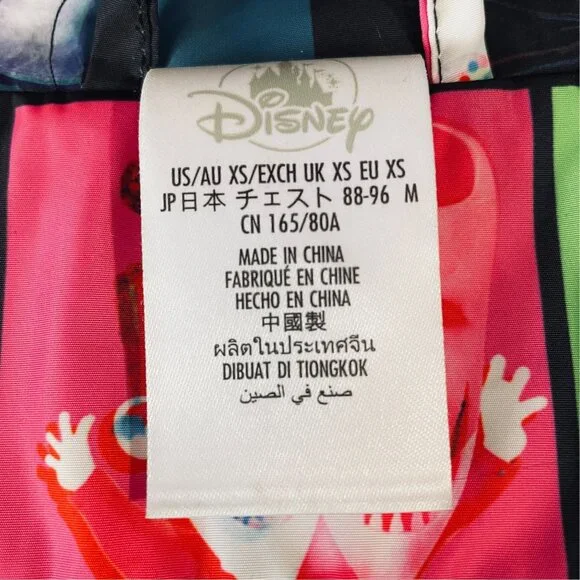 Disney
US/AU XS/EXCH UK XS EU XS
JP日本 チェスト 88-96 M
CN 165/80A
MADE IN CHINA
FABRIQUÉ EN CHINE
HECHO EN CHINA
中國製
ผลิตในประเทศจีน
DIBUAT DI TIONGKOK
صنع في الصين